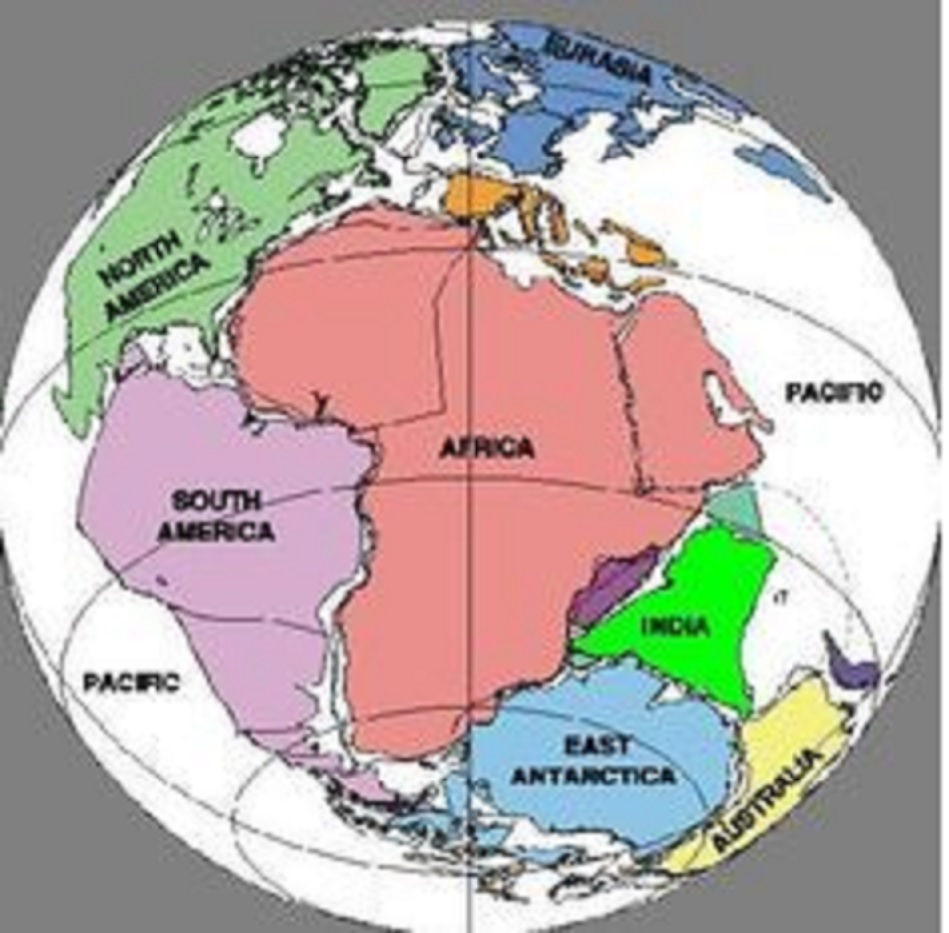 EURASIA
NORTH
AMERICA
PACIFIC
AFRICA
SOUTH
AMERICA
INDIA
PACIFIC
EAST
ANTARCTICA
AUSTRALIA